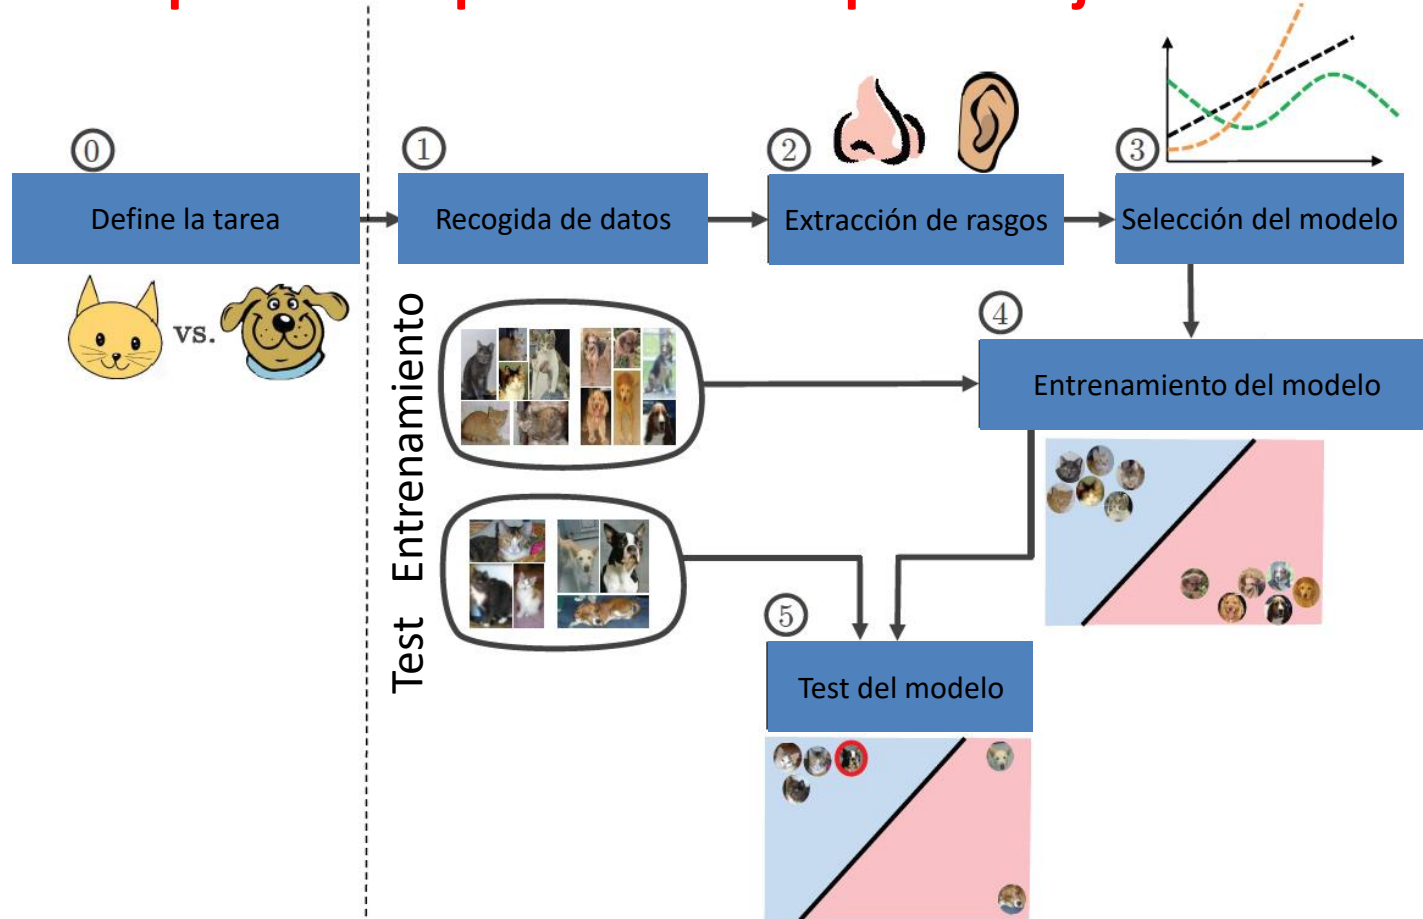 0
Define la tarea
vs.
1
Recogida de datos
2
Extracción de rasgos
3
Selección del modelo
Entrenamiento
Test
4
Entrenamiento del modelo
5
Test del modelo